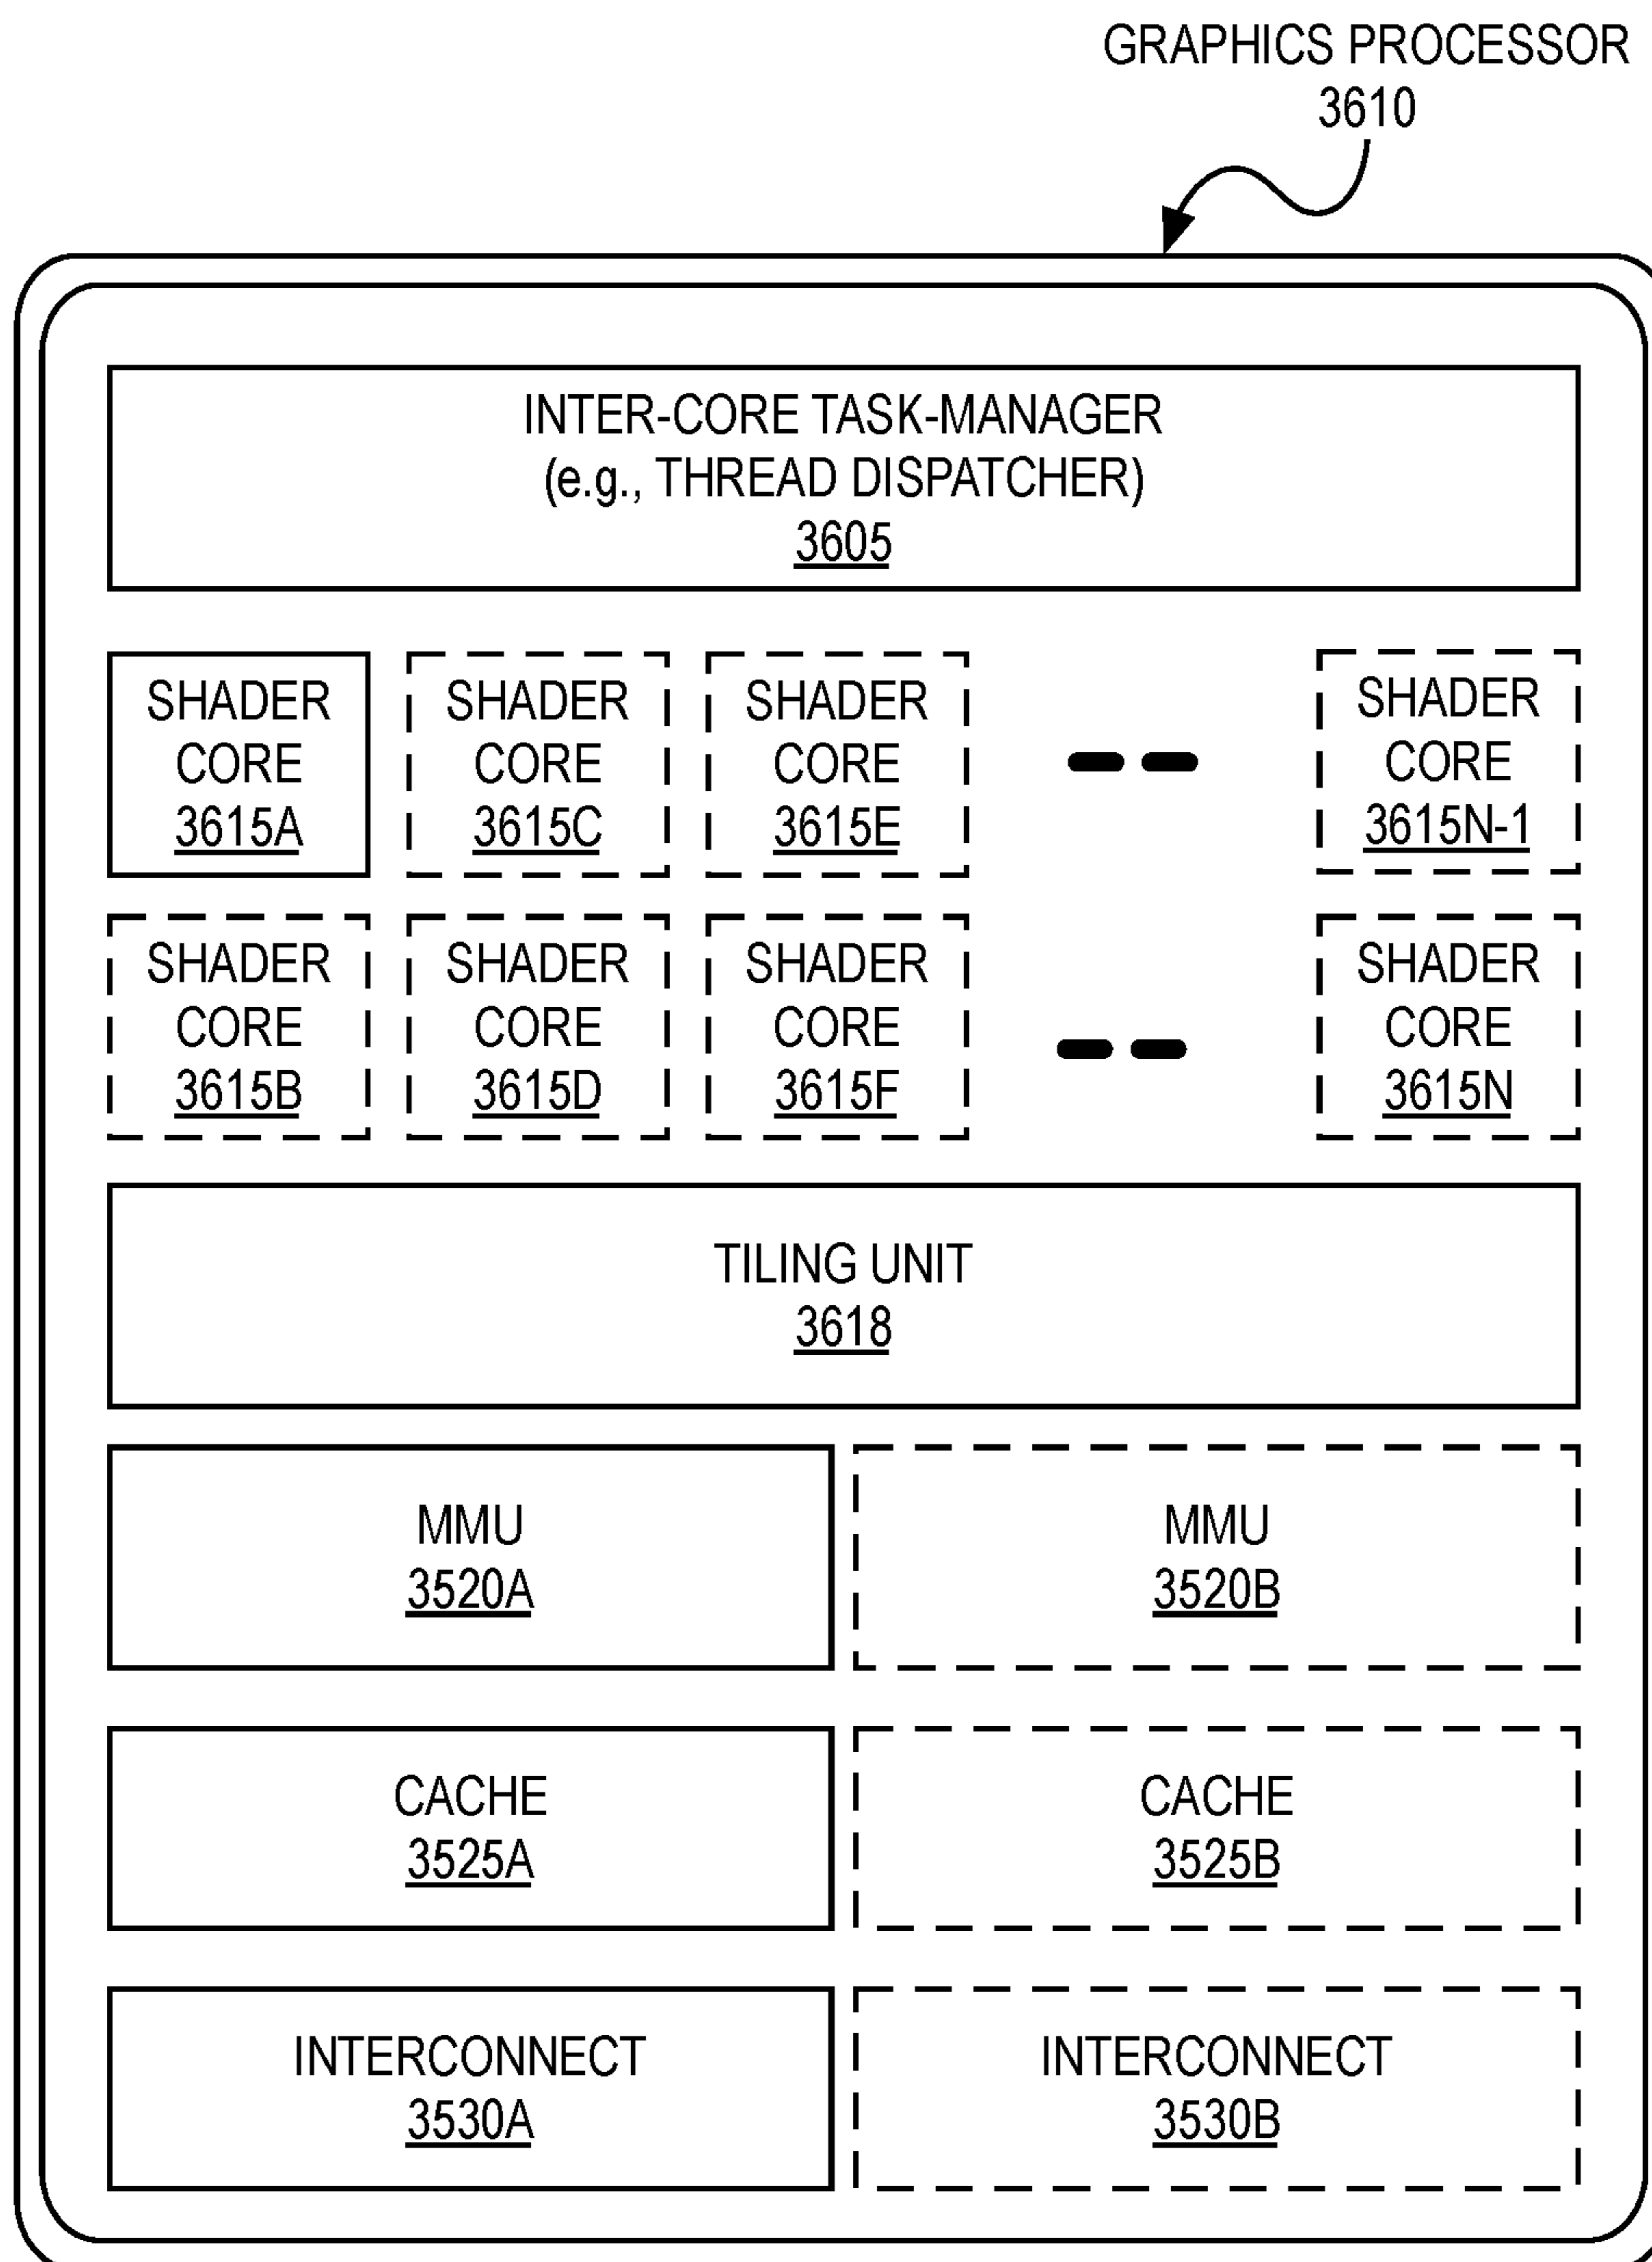 GRAPHICS PROCESSOR
3610
INTER-CORE TASK-MANAGER
(e.g., THREAD DISPATCHER)
3605
SHADER
CORE
3615A
SHADER
CORE
3615C
SHADER
CORE
3615E
SHADER
CORE
3615N-1
SHADER
CORE
3615B
SHADER
CORE
3615D
SHADER
CORE
3615F
SHADER
CORE
3615N
TILING UNIT
3618
MMU
3520A
MMU
3520B
CACHE
3525A
CACHE
3525B
INTERCONNECT
3530A
INTERCONNECT
3530B